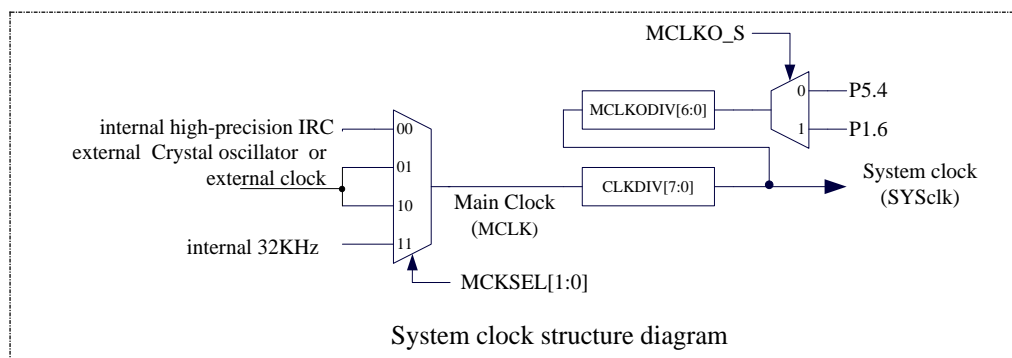 MCLKO_S
MCLKODIV[6:0]
0
P5.4
1
P1.6
internal high-precision IRC
00
external Crystal oscillator or
external clock
01
10
internal 32KHz
11
Main Clock
(MCLK)
CLKDIV[7:0]
System clock
(SYSclk)
MCKSEL[1:0]
System clock structure diagram